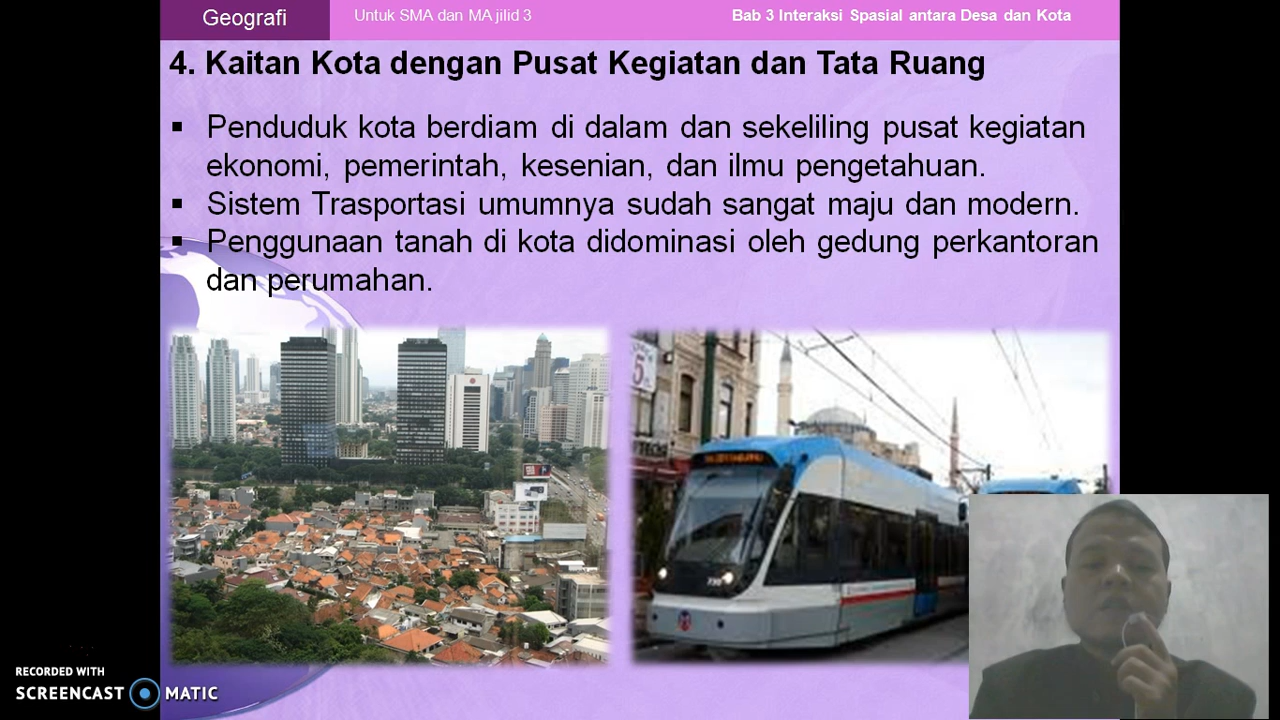 Geografi
Untuk SMA dan MA jilid 3
Bab 3 Interaksi Spasial antara Desa dan Kota
4. Kaitan Kota dengan Pusat Kegiatan dan Tata Ruang
▪ Penduduk kota berdiam di dalam dan sekeliling pusat kegiatan
ekonomi, pemerintah, kesenian, dan ilmu pengetahuan.
▪ Sistem Trasportasi umumnya sudah sangat maju dan modern.
▪ Penggunaan tanah di kota didominasi oleh gedung perkantoran
dan perumahan.
5
RECORDED WITH
SCREENCAST MATIC